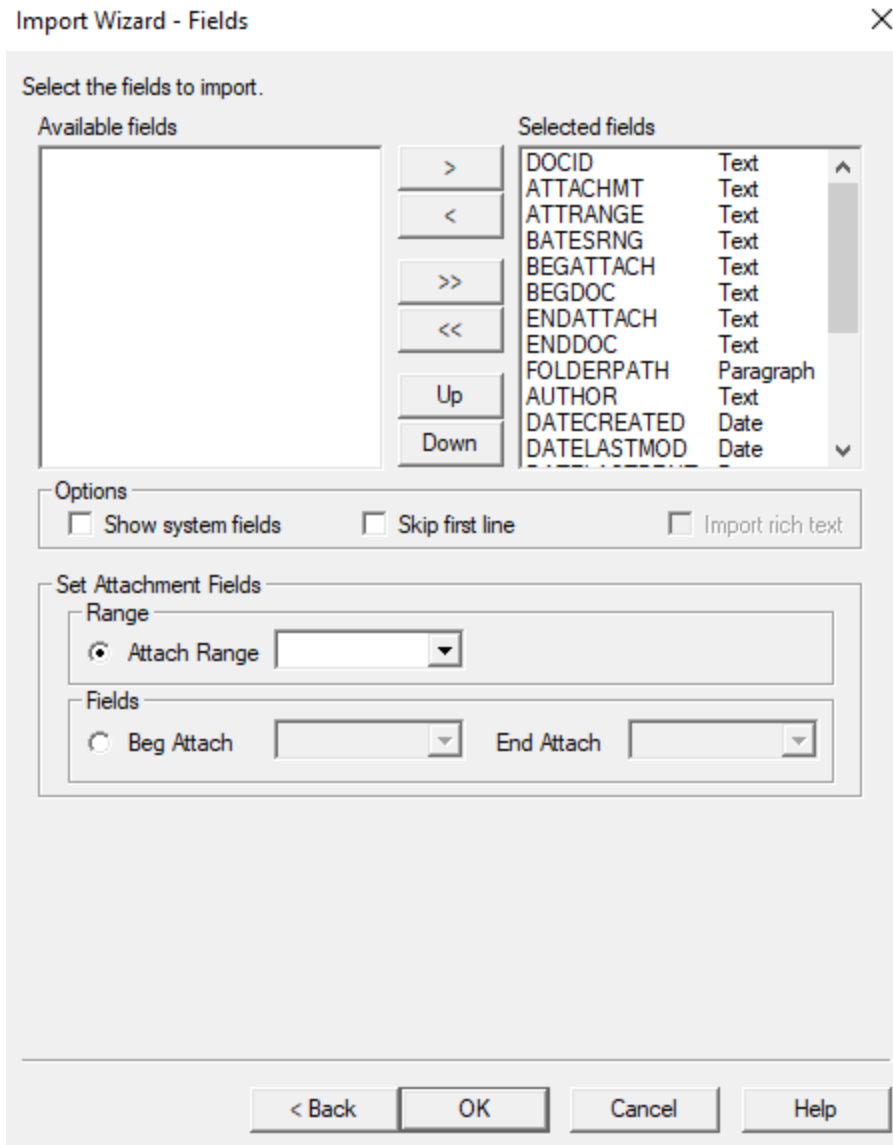 Import Wizard - Fields
Select the fields to import.
Available fields
Selected fields
>
<
>>
<<
Up
Down
DOCID Text
ATTACHMT Text
ATTRANGE Text
BATESRNG Text
BEGATTACH Text
BEGDOC Text
ENDATTACH Text
ENDDOC Text
FOLDERPATH Paragraph
AUTHOR Text
DATECREATED Date
DATELASTMOD Date
Options
Show system fields
Skip first line
Import rich text
Set Attachment Fields
Range
Attach Range
Fields
Beg Attach
End Attach
< Back
OK
Cancel
Help